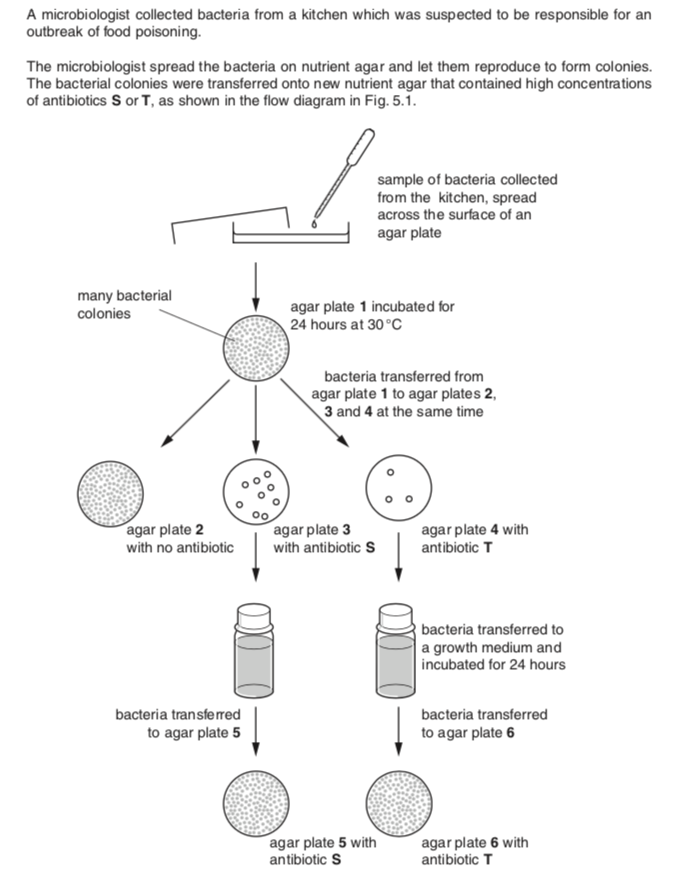 A microbiologist collected bacteria from a kitchen which was suspected to be responsible for an
outbreak of food poisoning.
The microbiologist spread the bacteria on nutrient agar and let them reproduce to form colonies.
The bacterial colonies were transferred onto new nutrient agar that contained high concentrations
of antibiotics S or T, as shown in the flow diagram in Fig. 5.1.
sample of bacteria collected
from the kitchen, spread
across the surface of an
agar plate
many bacterial
colonies
agar plate 1 incubated for
24 hours at 30 °C
bacteria transferred from
agar plate 1 to agar plates 2,
3 and 4 at the same time
agar plate 2
with no antibiotic
agar plate 3
with antibiotic S
agar plate 4 with
antibiotic T
bacteria transferred to
a growth medium and
incubated for 24 hours
bacteria transferred
to agar plate 5
bacteria transferred
to agar plate 6
agar plate 5 with
antibiotic S
agar plate 6 with
antibiotic T